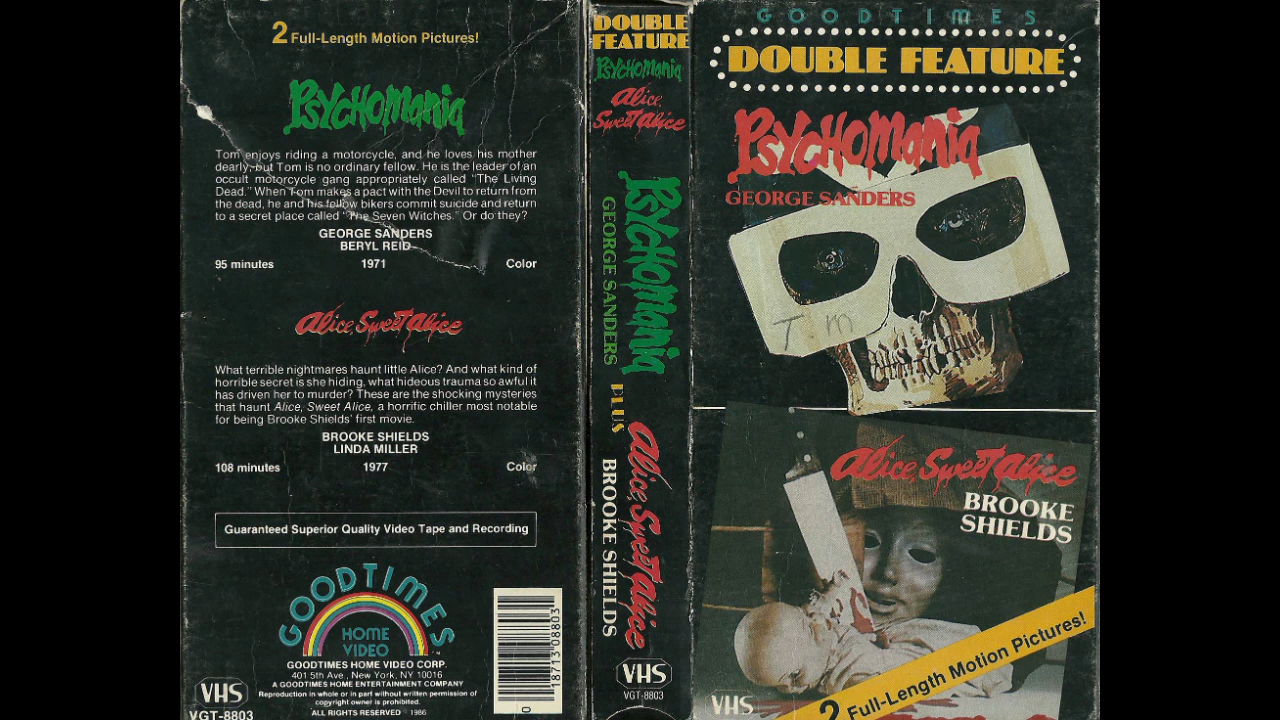 2 Full-Length Motion Pictures!
PSYCHOMANIA
Tom enjoys riding a motorcycle, and he loves his mother
dearly, but Tom is no ordinary fellow. He is the leader of an
occult motorcycle gang appropriately called "The Living
Dead." When Tom makes a pact with the Devil to return from
the dead, he and his fellow bikers commit suicide and return
to a secret place called "The Seven Witches." Or do they?
GEORGE SANDERS
BERYL REID
95 minutes 1971 Color
Alice, Sweet Alice
What terrible nightmares haunt little Alice? And what kind of
horrible secret is she hiding, what hideous trauma so awful it
has driven her to murder? These are the shocking mysteries
that haunt Alice, Sweet Alice, a horrific chiller most notable
for being Brooke Shields' first movie.
BROOKE SHIELDS
LINDA MILLER
108 minutes 1977 Color
Guaranteed Superior Quality Video Tape and Recording
GOODTIMES
HOME
VIDEO
GOODTIMES HOME VIDEO CORP.
401 5th Ave., New York, NY 10016
A GOODTIMES HOME ENTERTAINMENT COMPANY
Reproduction in whole or in part without written permission of
copyright owner is prohibited.
ALL RIGHTS RESERVED 1986
VHS
VGT-8803
0 18713 08803
DOUBLE
FEATURE
PSYCHOMANIA
Alice,
Sweet Alice
PSYCHOMANIA
GEORGE SANDERS
PLUS
Alice, Sweet Alice
BROOKE SHIELDS
VHS
VGT-8803
GOODTIMES
DOUBLE FEATURE
PSYCHOMANIA
GEORGE SANDERS
T m
Alice, Sweet Alice
BROOKE
SHIELDS
2 Full-Length Motion Pictures!
VHS